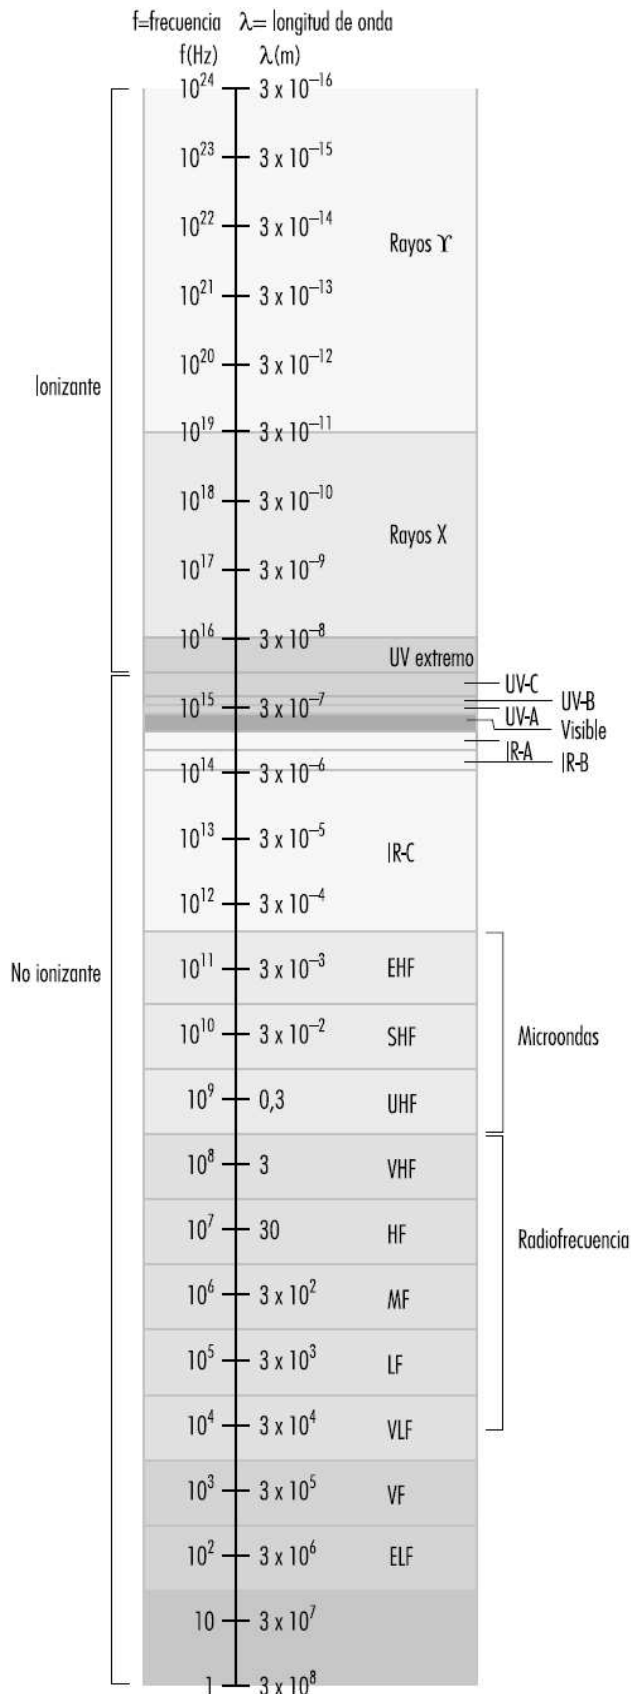 f=frecuencia λ= longitud de onda
f(Hz) λ(m)
10²⁴ 3 x 10⁻¹⁶
10²³ 3 x 10⁻¹⁵
10²² 3 x 10⁻¹⁴
Rayos ϒ
10²¹ 3 x 10⁻¹³
10²⁰ 3 x 10⁻¹²
Ionizante
10¹⁹ 3 x 10⁻¹¹
10¹⁸ 3 x 10⁻¹⁰
Rayos X
10¹⁷ 3 x 10⁻⁹
10¹⁶ 3 x 10⁻⁸
UV extremo
UV-C
UV-B
10¹⁵ 3 x 10⁻⁷
UV-A
Visible
IR-A
IR-B
10¹⁴ 3 x 10⁻⁶
10¹³ 3 x 10⁻⁵
IR-C
10¹² 3 x 10⁻⁴
No ionizante
10¹¹ 3 x 10⁻³ EHF
10¹⁰ 3 x 10⁻² SHF
Microondas
10⁹ 0,3 UHF
10⁸ 3 VHF
10⁷ 30 HF
Radiofrecuencia
10⁶ 3 x 10² MF
10⁵ 3 x 10³ LF
10⁴ 3 x 10⁴ VLF
10³ 3 x 10⁵ VF
10² 3 x 10⁶ ELF
10 3 x 10⁷
1 3 x 10⁸